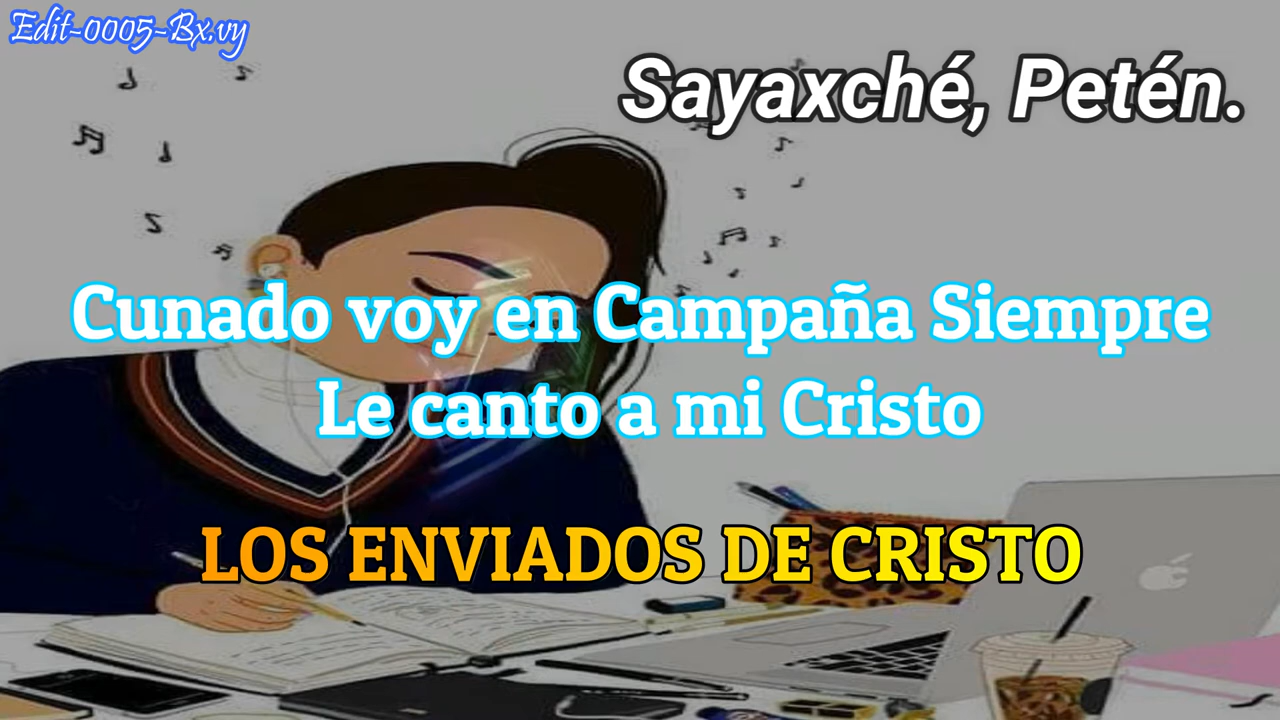 Edit-0005-Bx.vy
Sayaxché, Petén.
Cunado voy en Campaña Siempre
Le canto a mi Cristo
LOS ENVIADOS DE CRISTO